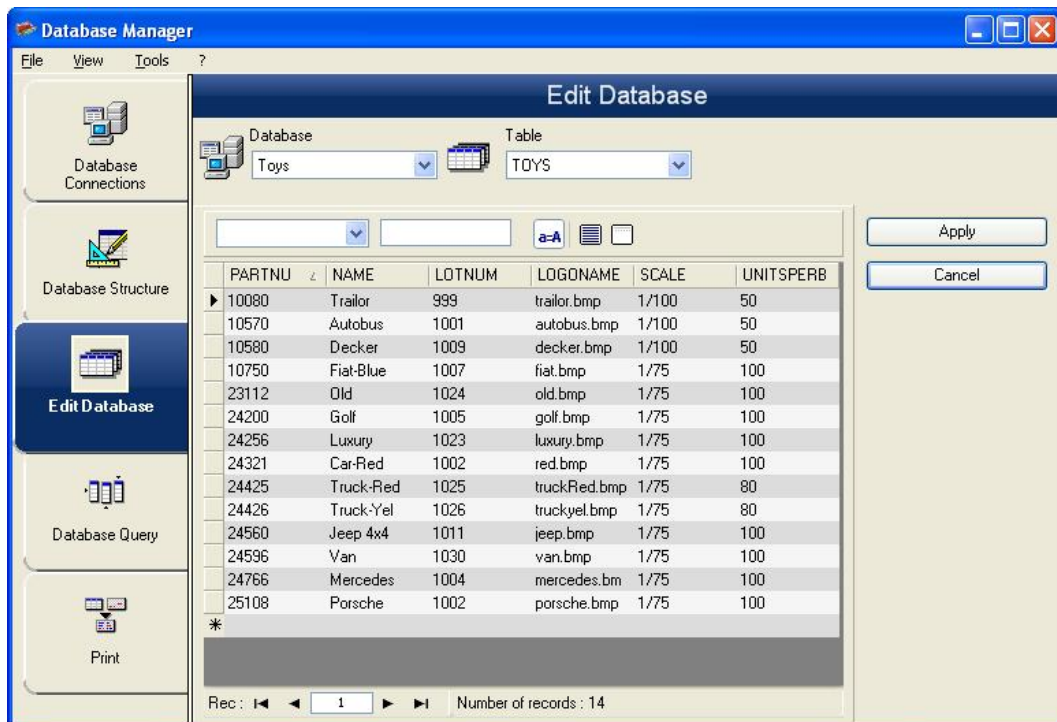 Database Manager
File View Tools ?
Edit Database
Database Connections
Database Structure
Edit Database
Database Query
Print
Database Table
Toys TOYS
a=A
Apply
Cancel
PARTNU NAME LOTNUM LOGONAME SCALE UNITSPERB
10080 Trailor 999 trailor.bmp 1/100 50
10570 Autobus 1001 autobus.bmp 1/100 50
10580 Decker 1009 decker.bmp 1/100 50
10750 Fiat-Blue 1007 fiat.bmp 1/75 100
23112 Old 1024 old.bmp 1/75 100
24200 Golf 1005 golf.bmp 1/75 100
24256 Luxury 1023 luxury.bmp 1/75 100
24321 Car-Red 1002 red.bmp 1/75 100
24425 Truck-Red 1025 truckRed.bmp 1/75 80
24426 Truck-Yel 1026 truckyel.bmp 1/75 80
24560 Jeep 4x4 1011 jeep.bmp 1/75 100
24596 Van 1030 van.bmp 1/75 100
24766 Mercedes 1004 mercedes.bm 1/75 100
25108 Porsche 1002 porsche.bmp 1/75 100
Rec : 1 Number of records : 14